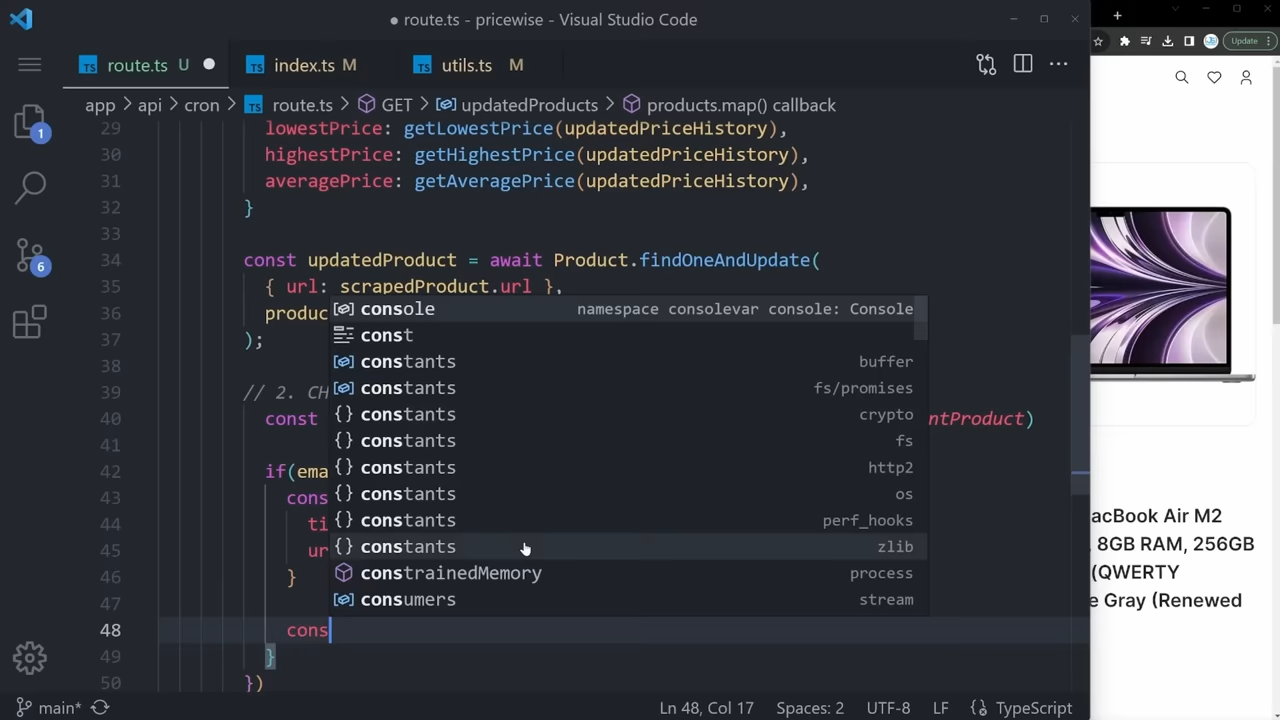 ● route.ts - pricewise - Visual Studio Code
Update
TS route.ts U
TS index.ts M
TS utils.ts M
app > api > cron > TS route.ts > GET > updatedProducts > products.map() callback
1
6
29 lowestPrice: getLowestPrice(updatedPriceHistory),
30 highestPrice: getHighestPrice(updatedPriceHistory),
31 averagePrice: getAveragePrice(updatedPriceHistory),
32 }
33
34 const updatedProduct = await Product.findOneAndUpdate(
35 { url: scrapedProduct.url },
36 produc
37 );
38
39 // 2. CH
40 const ntProduct)
41
42 if(ema
43 cons
44 ti
45 ur
46 }
47
48 cons
49 }
50 })
console namespace consolevar console: Console
const
constants buffer
constants fs/promises
constants crypto
constants fs
constants http2
constants os
constants perf_hooks
constants zlib
constrainedMemory process
consumers stream
acBook Air M2
, 8GB RAM, 256GB
(QWERTY
e Gray (Renewed
main* Ln 48, Col 17 Spaces: 2 UTF-8 LF {} TypeScript